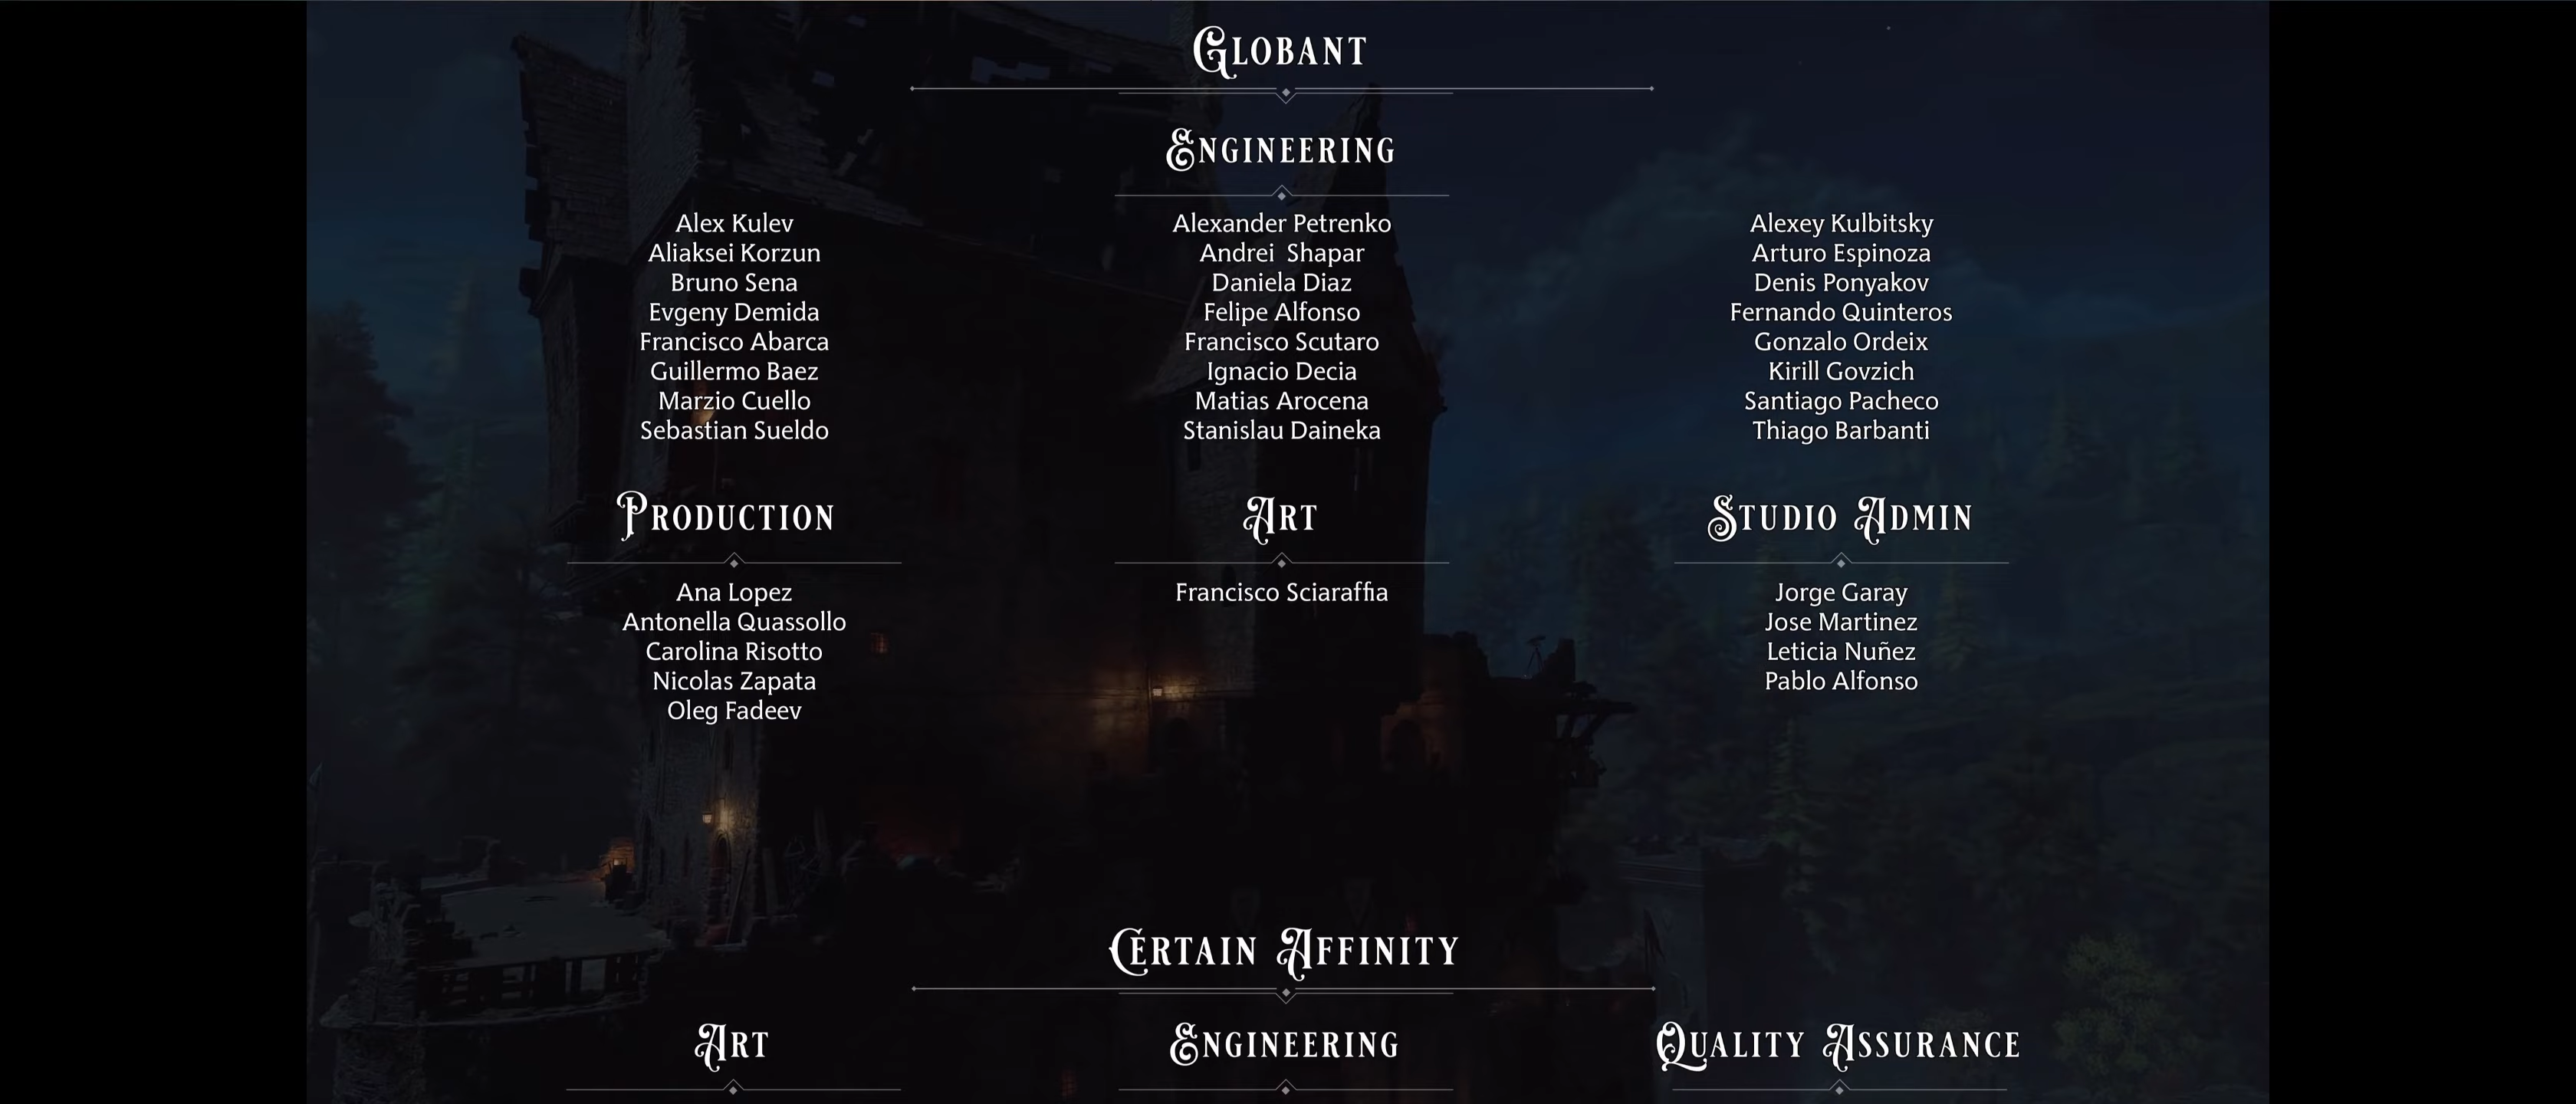 Globant
Engineering
Alex Kulev
Aliaksei Korzun
Bruno Sena
Evgeny Demida
Francisco Abarca
Guillermo Baez
Marzio Cuello
Sebastian Sueldo
Alexander Petrenko
Andrei  Shapar
Daniela Diaz
Felipe Alfonso
Francisco Scutaro
Ignacio Decia
Matias Arocena
Stanislau Daineka
Alexey Kulbitsky
Arturo Espinoza
Denis Ponyakov
Fernando Quinteros
Gonzalo Ordeix
Kirill Govzich
Santiago Pacheco
Thiago Barbanti
Production
Ana Lopez
Antonella Quassollo
Carolina Risotto
Nicolas Zapata
Oleg Fadeev
Art
Francisco Sciaraffia
Studio Admin
Jorge Garay
Jose Martinez
Leticia Nuñez
Pablo Alfonso
Certain Affinity
Art
Engineering
Quality Assurance